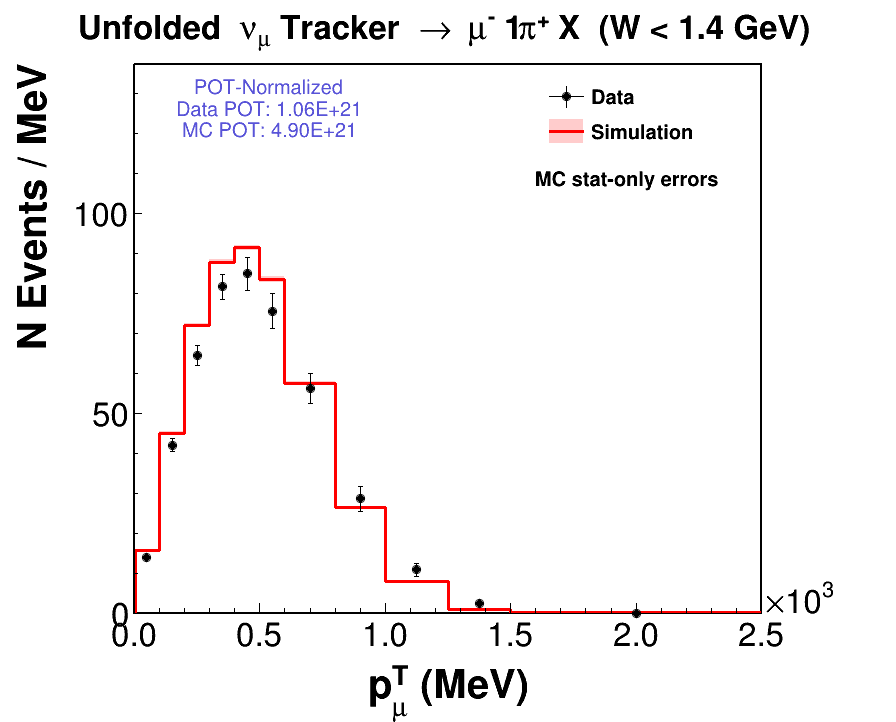 Unfolded ν_μ Tracker → μ⁻ 1π⁺ X (W < 1.4 GeV)
POT-Normalized
Data POT: 1.06E+21
MC POT: 4.90E+21
Data
Simulation
MC stat-only errors
N Events / MeV
100
50
0
0.0 0.5 1.0 1.5 2.0 2.5
×10³
p_μ^T (MeV)